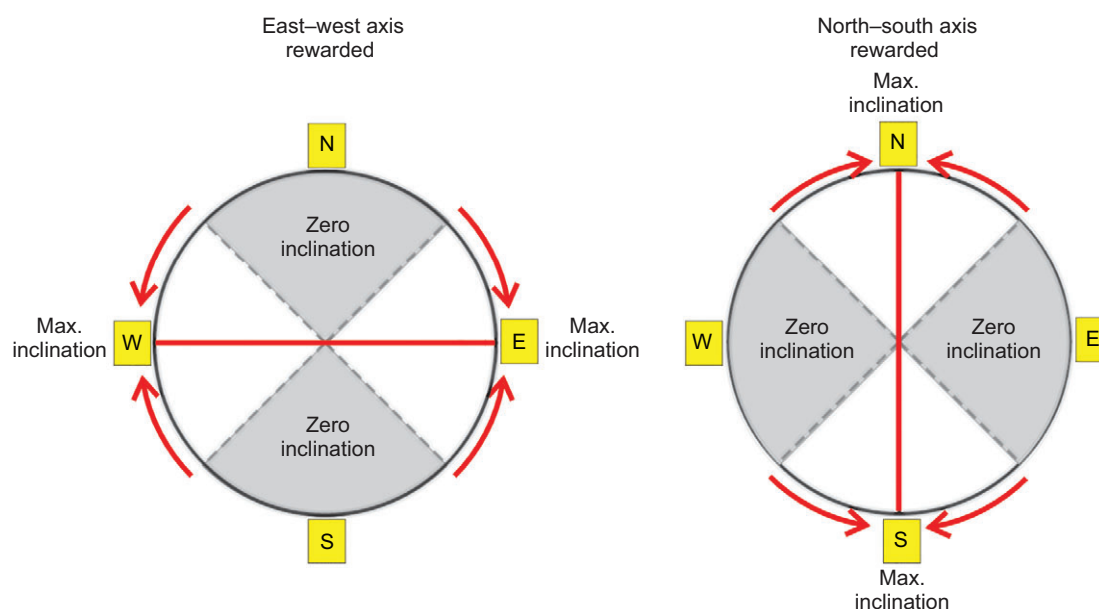 East–west axis
rewarded
N
Zero
inclination
Max.
inclination
W
E
Max.
inclination
Zero
inclination
S
North–south axis
rewarded
Max.
inclination
N
W
Zero
inclination
Zero
inclination
E
S
Max.
inclination